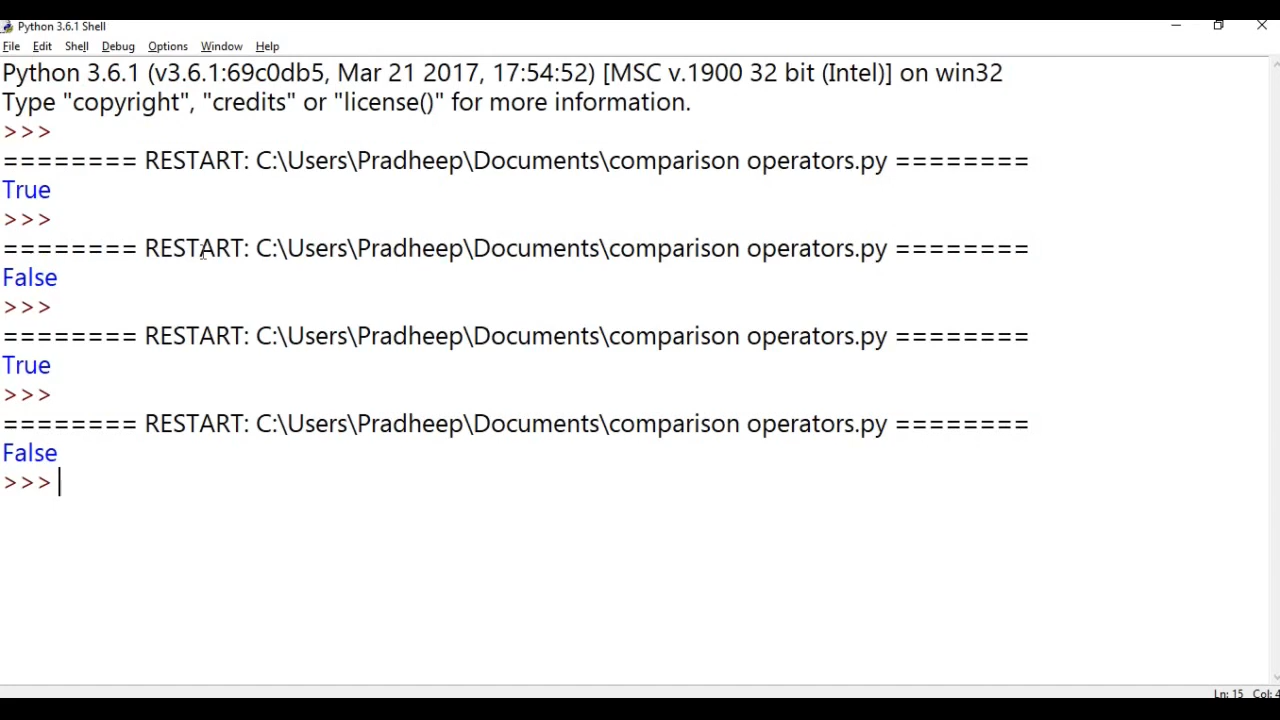 Python 3.6.1 Shell
File Edit Shell Debug Options Window Help
Python 3.6.1 (v3.6.1:69c0db5, Mar 21 2017, 17:54:52) [MSC v.1900 32 bit (Intel)] on win32
Type "copyright", "credits" or "license()" for more information.
>>>
======== RESTART: C:\Users\Pradheep\Documents\comparison operators.py ========
True
>>>
======== RESTART: C:\Users\Pradheep\Documents\comparison operators.py ========
False
>>>
======== RESTART: C:\Users\Pradheep\Documents\comparison operators.py ========
True
>>>
======== RESTART: C:\Users\Pradheep\Documents\comparison operators.py ========
False
>>>
Ln: 15 Col: 4